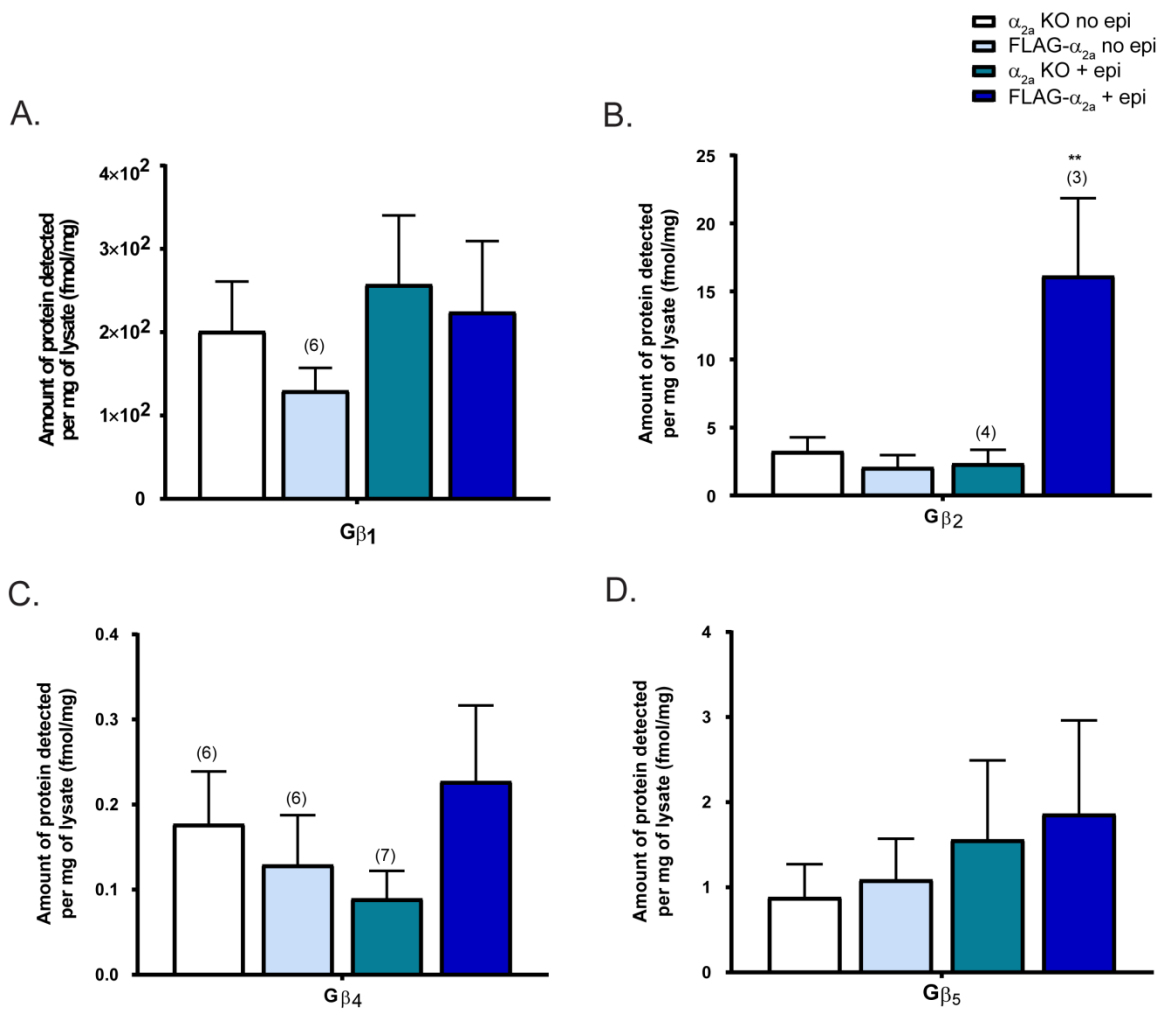 α2a KO no epi
FLAG-α2a no epi
α2a KO + epi
FLAG-α2a + epi
A.
Amount of protein detected
per mg of lysate (fmol/mg)
4×10²
3×10²
2×10²
1×10²
0
(6)
Gβ1
B.
Amount of protein detected
per mg of lysate (fmol/mg)
25
20
15
10
5
0
(4)
**
(3)
Gβ2
C.
Amount of protein detected
per mg of lysate (fmol/mg)
0.4
0.3
0.2
0.1
0.0
(6)
(6)
(7)
Gβ4
D.
Amount of protein detected
per mg of lysate (fmol/mg)
4
3
2
1
0
Gβ5